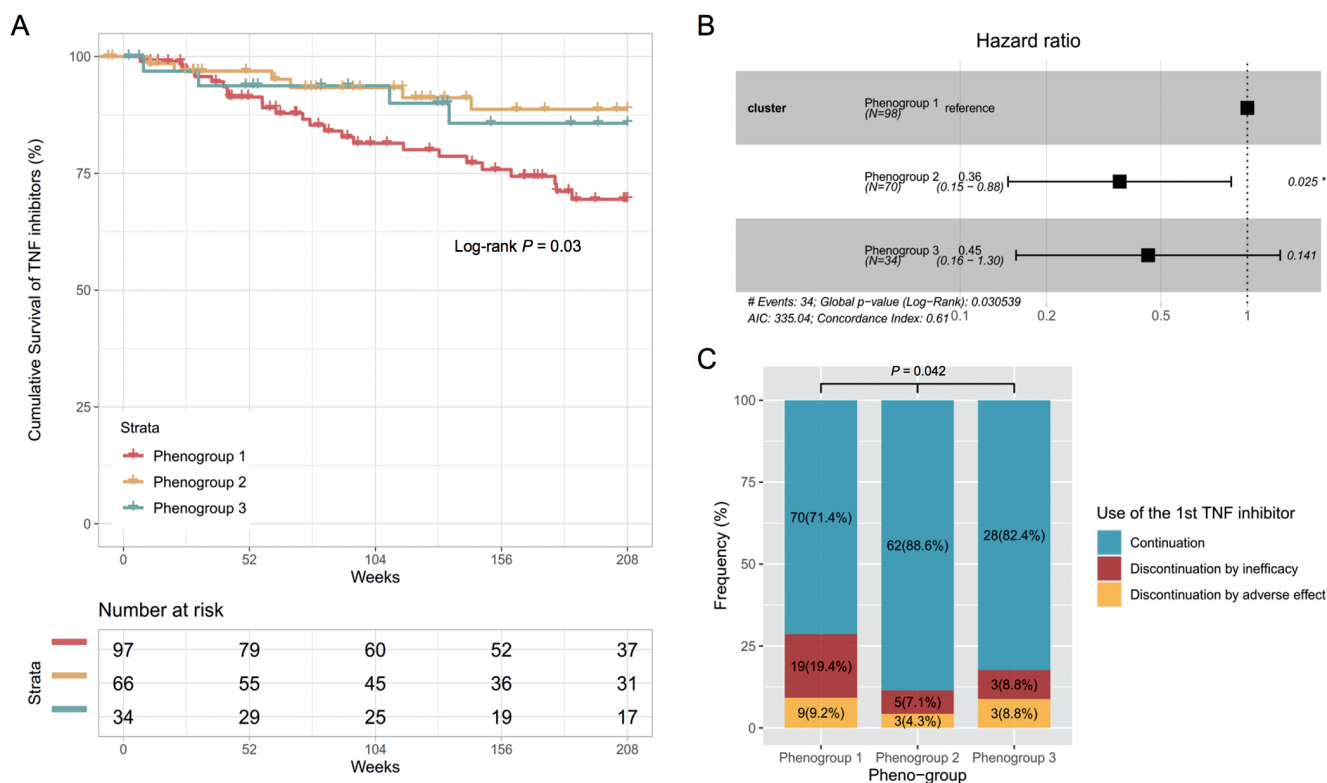 A
Cumulative Survival of TNF inhibitors (%)
100
75
50
25
0
Log-rank P = 0.03
Strata
Phenogroup 1
Phenogroup 2
Phenogroup 3
0 52 104 156 208
Weeks
Number at risk
Strata
97 79 60 52 37
66 55 45 36 31
34 29 25 19 17
0 52 104 156 208
Weeks
B
Hazard ratio
cluster Phenogroup 1 reference
(N=98)
Phenogroup 2 0.36
(N=70) (0.15 − 0.88) 0.025 *
Phenogroup 3 0.45
(N=34) (0.16 − 1.30) 0.141
# Events: 34; Global p-value (Log-Rank): 0.030539
AIC: 335.04; Concordance Index: 0.61
0.1 0.2 0.5 1
C
P = 0.042
Frequency (%)
100
75
50
25
0
70(71.4%) 62(88.6%) 28(82.4%)
19(19.4%) 5(7.1%) 3(8.8%)
9(9.2%) 3(4.3%) 3(8.8%)
Phenogroup 1 Phenogroup 2 Phenogroup 3
Pheno-group
Use of the 1st TNF inhibitor
Continuation
Discontinuation by inefficacy
Discontinuation by adverse effect